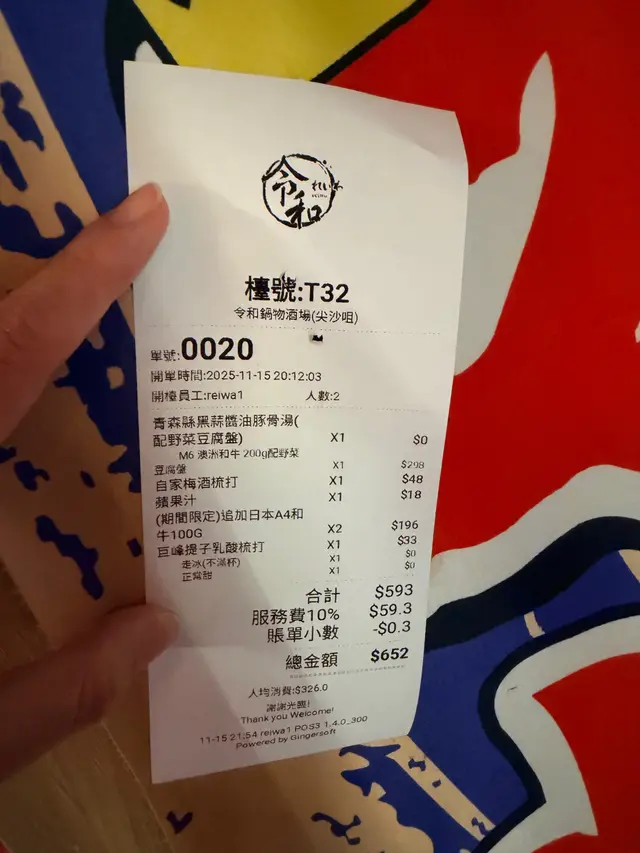 令和
れいわ
檯號:T32
令和鍋物酒場(尖沙咀)
單號:0020
開單時間:2025-11-15 20:12:03
開檯員工:reiwa1 人數:2
青森縣黑蒜醬油豚骨湯(
配野菜豆腐盤) X1 $0
M6 澳洲和牛 200g配野菜
豆腐盤 X1 $298
自家梅酒梳打 X1 $48
蘋果汁 X1 $18
(期間限定)追加日本A4和
牛100G X2 $196
巨峰提子乳酸梳打 X1 $33
走冰(不滿杯) X1 $0
正常甜 X1 $0
合計 $593
服務費10% $59.3
賬單小數 -$0.3
總金額 $652
人均消費:$326.0
謝謝光臨!
Thank you Welcome!
11-15 21:54 reiwa1 POS3 1.4.0_300
Powered by Gingersoft